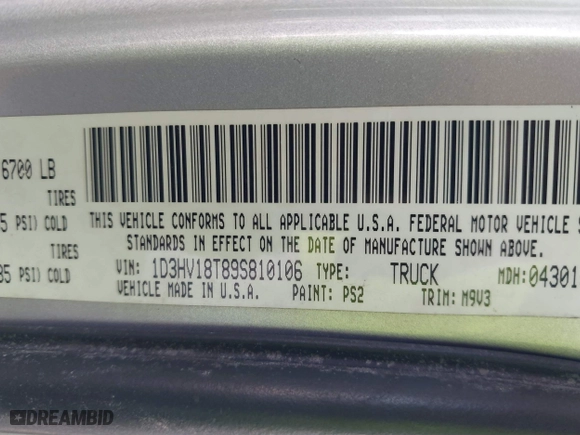 6700 LB
TIRES
5 PSI) COLD
TIRES
35 PSI) COLD
THIS VEHICLE CONFORMS TO ALL APPLICABLE U.S.A. FEDERAL MOTOR VEHICLE S
STANDARDS IN EFFECT ON THE DATE OF MANUFACTURE SHOWN ABOVE.
VIN: 1D3HV18T89S810106 TYPE: TRUCK MDH: 04301
VEHICLE MADE IN U.S.A. PAINT: PS2 TRIM: M9V3
DREAMBID